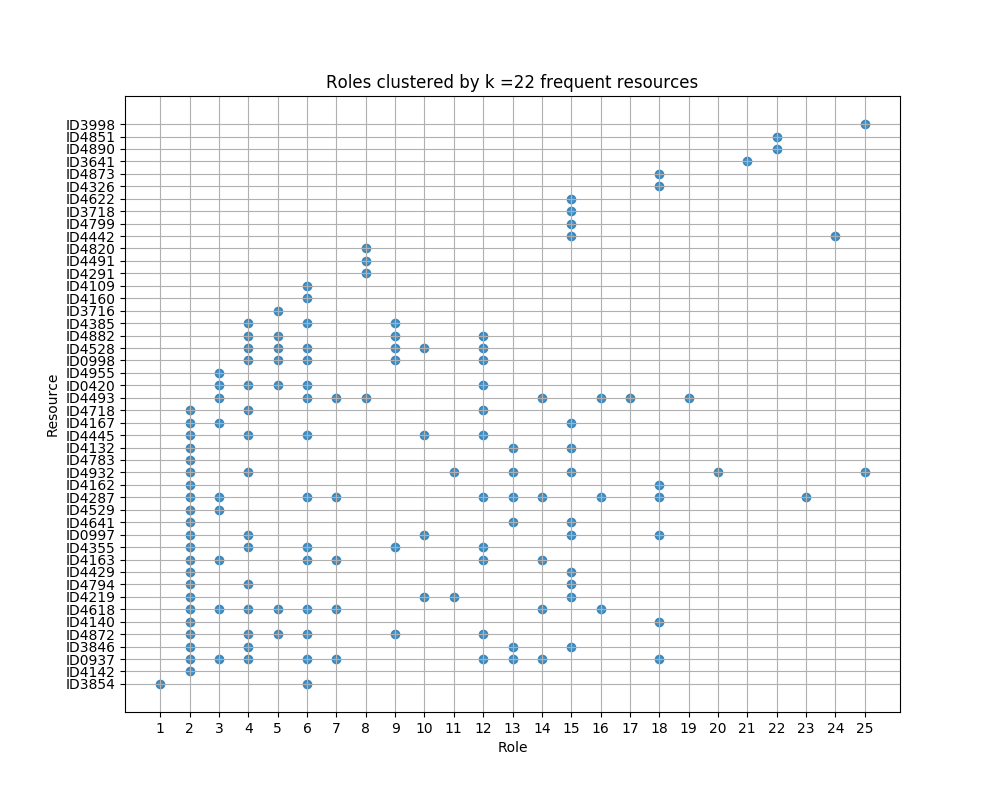 Roles clustered by k =22 frequent resources
ID3998
ID4851
ID4890
ID3641
ID4873
ID4326
ID4622
ID3718
ID4799
ID4442
ID4820
ID4491
ID4291
ID4109
ID4160
ID3716
ID4385
ID4882
ID4528
ID0998
ID4955
ID0420
ID4493
ID4718
ID4167
ID4445
ID4132
ID4783
ID4932
ID4162
ID4287
ID4529
ID4641
ID0997
ID4355
ID4163
ID4429
ID4794
ID4219
ID4618
ID4140
ID4872
ID3846
ID0937
ID4142
ID3854
Resource
1 2 3 4 5 6 7 8 9 10 11 12 13 14 15 16 17 18 19 20 21 22 23 24 25
Role